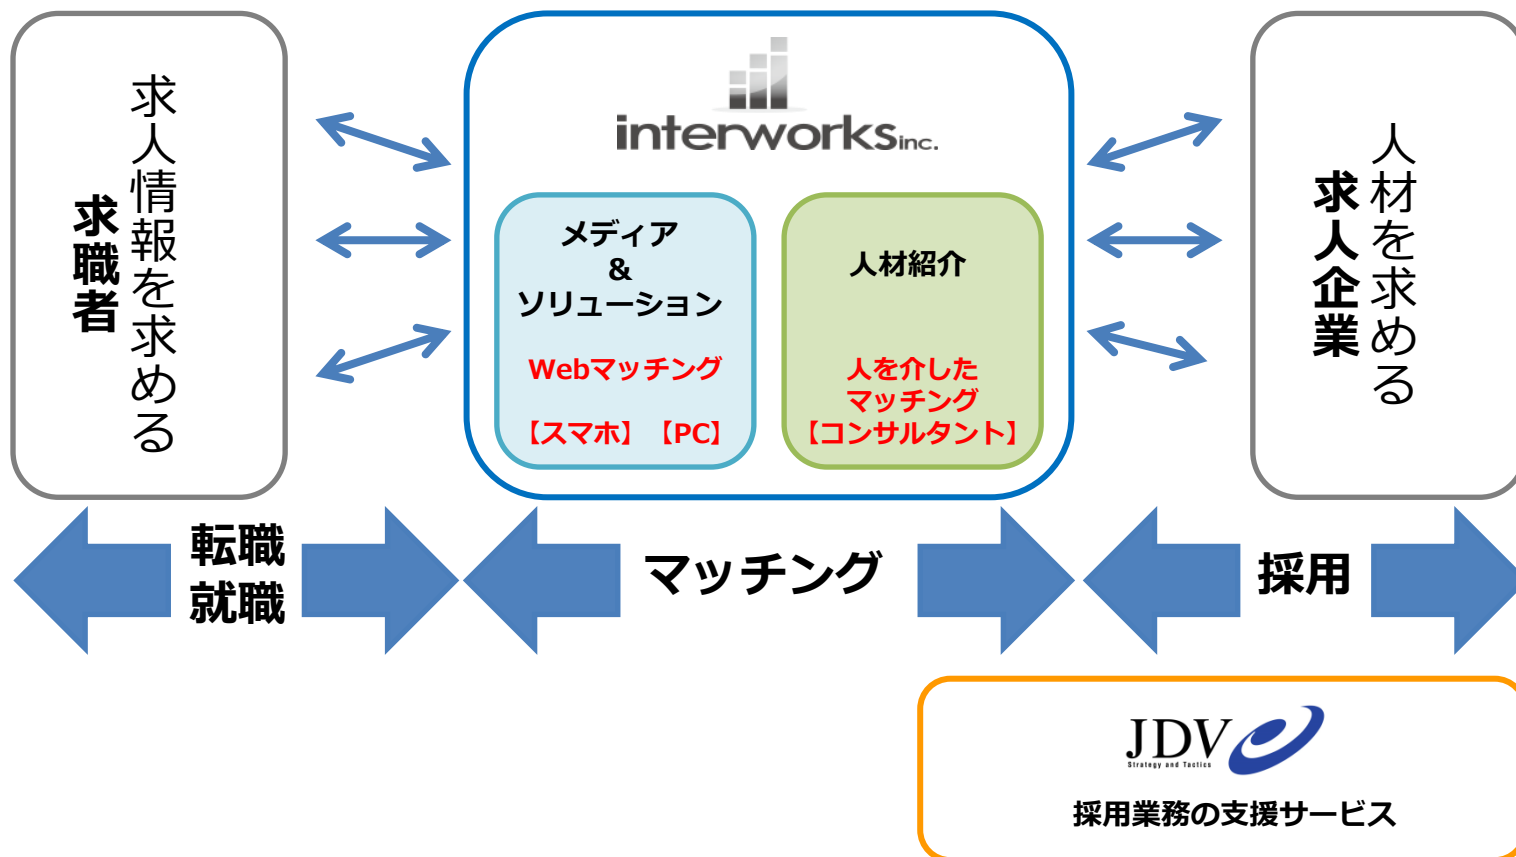 求人情報を求める
求職者
interworks inc.
メディア
&
ソリューション
Webマッチング
【スマホ】【PC】
人材紹介
人を介した
マッチング
【コンサルタント】
人材を求める
求人企業
転職
就職
マッチング
採用
JDV
Strategy and Tactics
採用業務の支援サービス